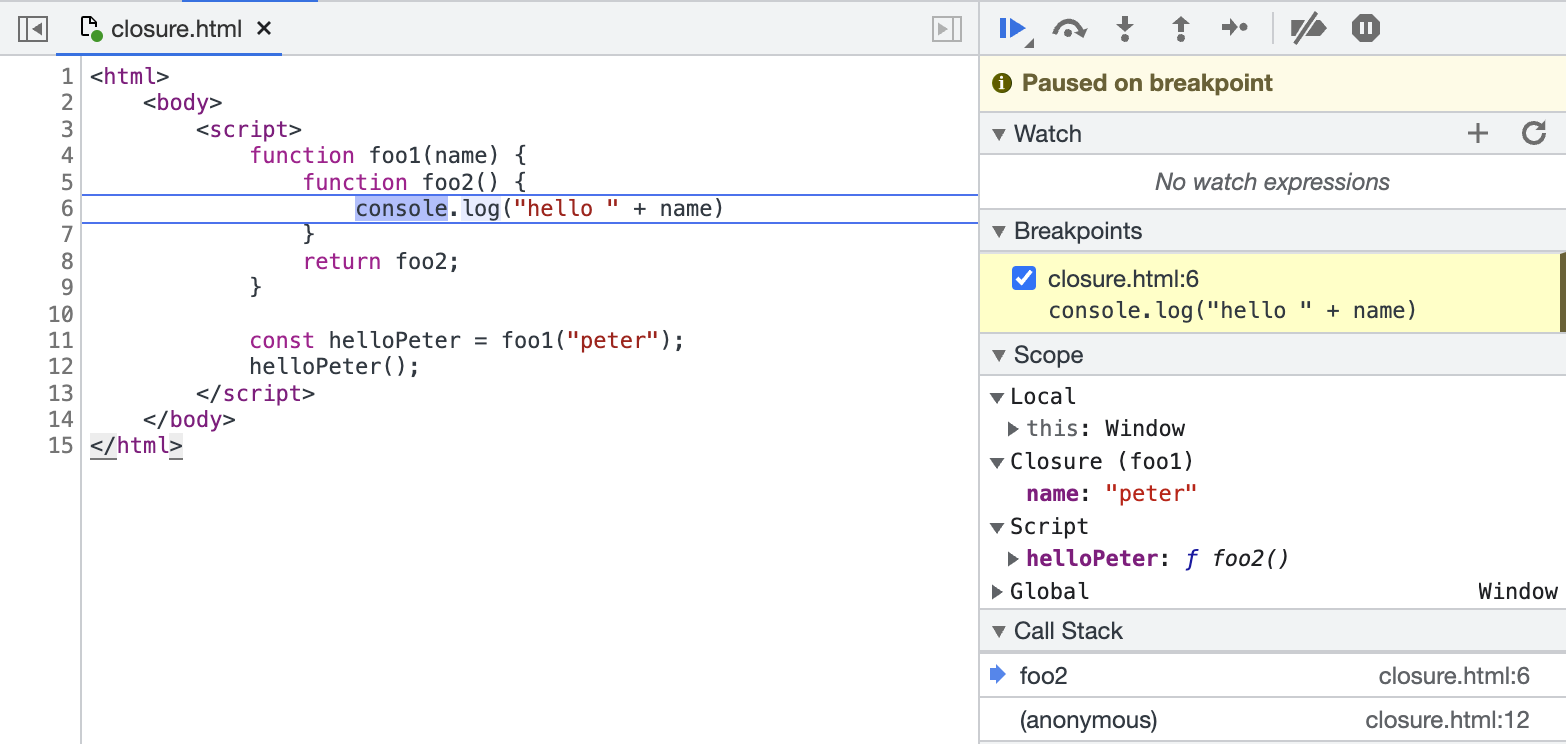 closure.html ×
1 <html>
2     <body>
3         <script>
4             function foo1(name) {
5                 function foo2() {
6                     console.log("hello " + name)
7                 }
8                 return foo2;
9             }
10
11             const helloPeter = foo1("peter");
12             helloPeter();
13         </script>
14     </body>
15 </html>
Paused on breakpoint
Watch
No watch expressions
Breakpoints
closure.html:6
console.log("hello " + name)
Scope
Local
this: Window
Closure (foo1)
name: "peter"
Script
helloPeter: ƒ foo2()
Global Window
Call Stack
foo2 closure.html:6
(anonymous) closure.html:12